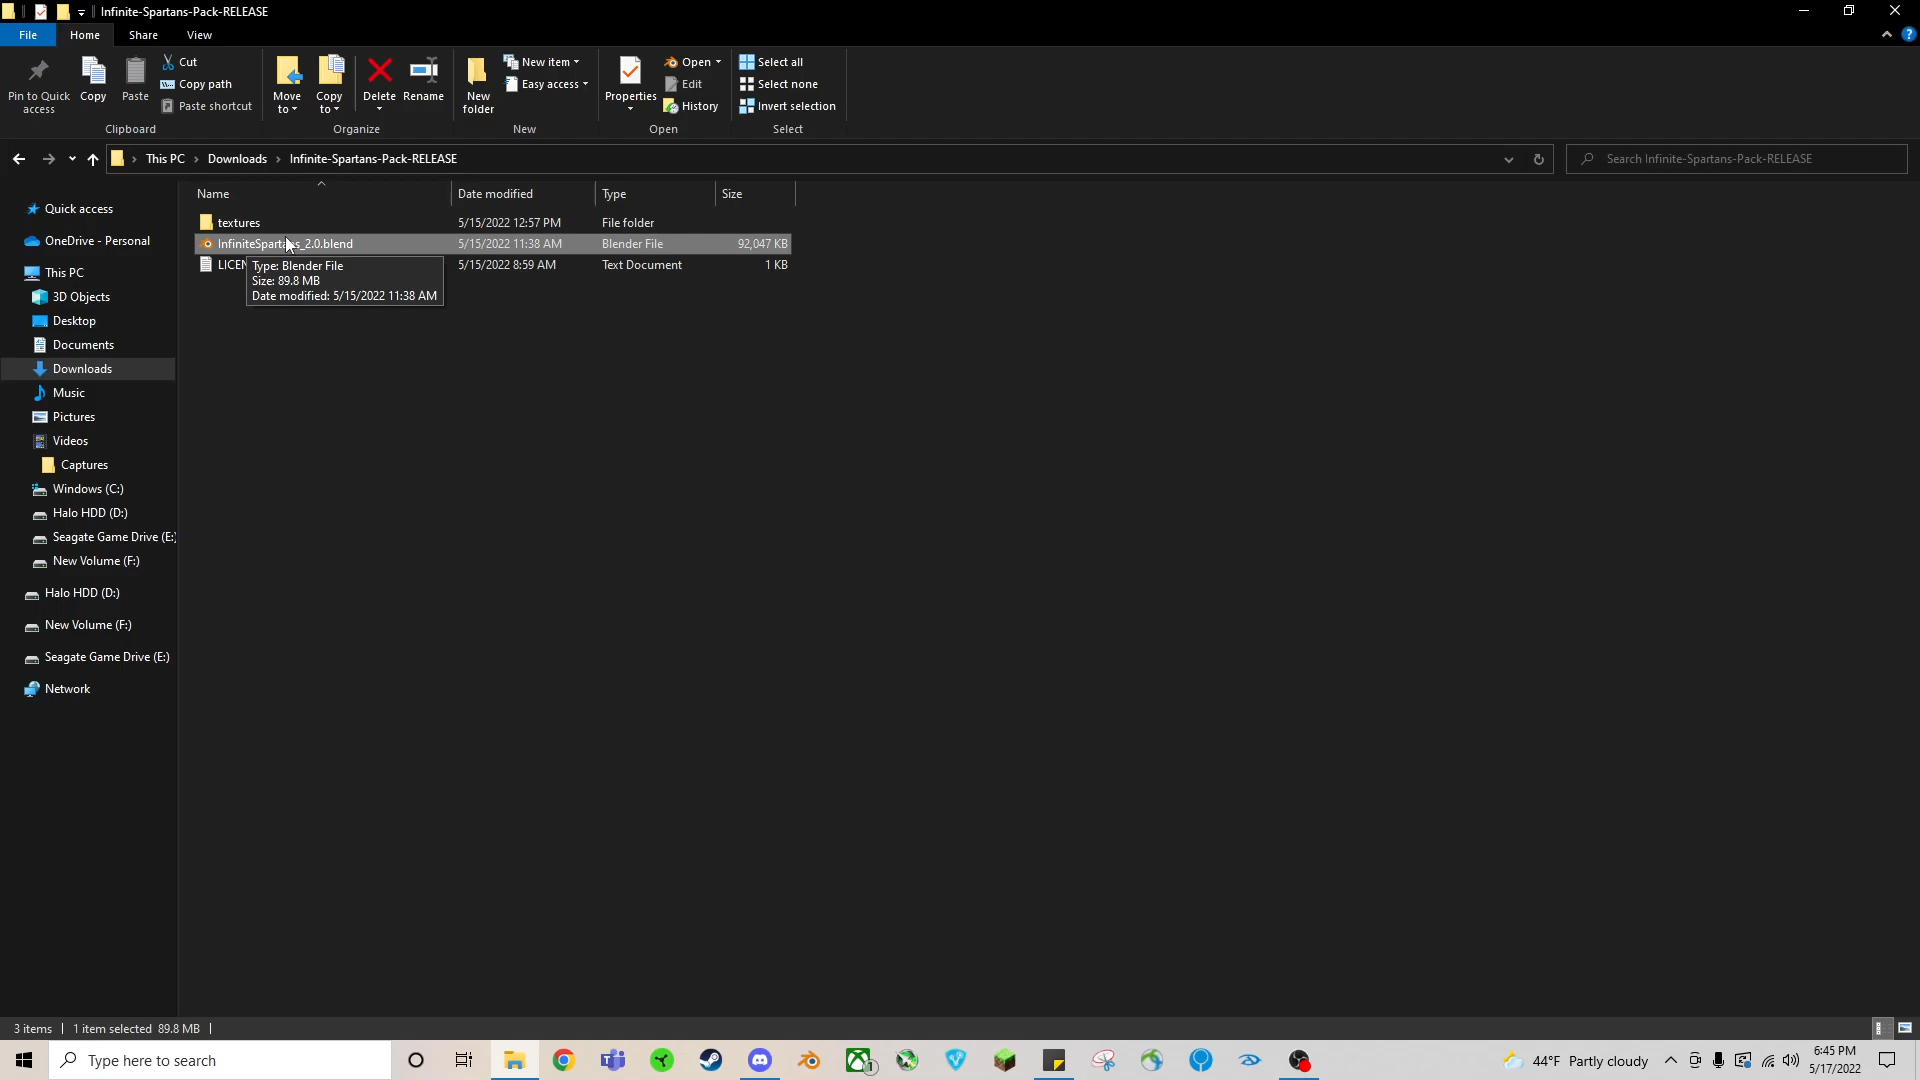 Infinite-Spartans-Pack-RELEASE
File Home Share View
Pin to Quick access
Copy
Paste
Cut
Copy path
Paste shortcut
Clipboard
Move to
Copy to
Delete
Rename
Organize
New folder
New item
Easy access
New
Properties
Open
Edit
History
Open
Select all
Select none
Invert selection
Select
This PC > Downloads > Infinite-Spartans-Pack-RELEASE
Search Infinite-Spartans-Pack-RELEASE
Name Date modified Type Size
textures 5/15/2022 12:57 PM File folder
InfiniteSpartans_2.0.blend 5/15/2022 11:38 AM Blender File 92,047 KB
LICEN 5/15/2022 8:59 AM Text Document 1 KB
Type: Blender File
Size: 89.8 MB
Date modified: 5/15/2022 11:38 AM
Quick access
OneDrive - Personal
This PC
3D Objects
Desktop
Documents
Downloads
Music
Pictures
Videos
Captures
Windows (C:)
Halo HDD (D:)
Seagate Game Drive (E:)
New Volume (F:)
Halo HDD (D:)
New Volume (F:)
Seagate Game Drive (E:)
Network
3 items 1 item selected 89.8 MB
Type here to search
1
44°F Partly cloudy
6:45 PM
5/17/2022